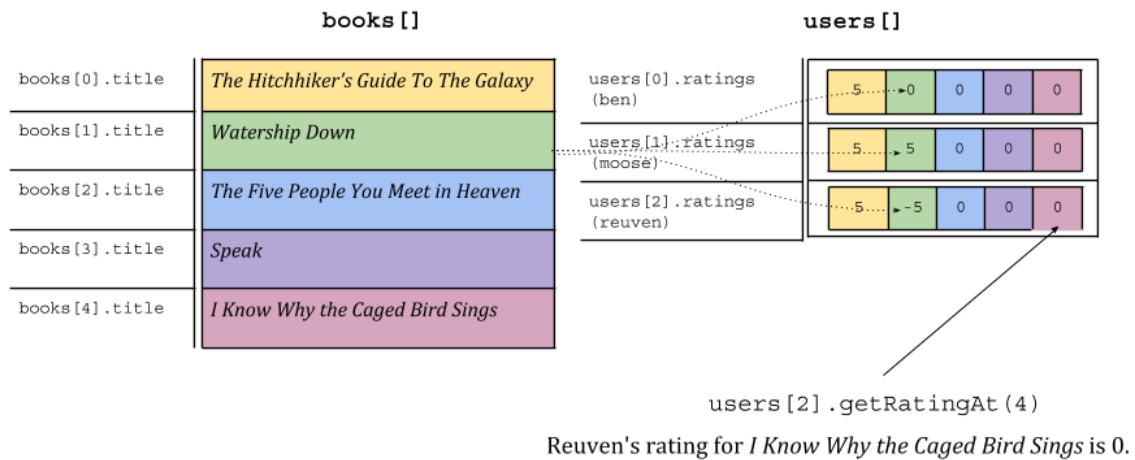 books[]
books[0].title The Hitchhiker's Guide To The Galaxy
books[1].title Watership Down
books[2].title The Five People You Meet in Heaven
books[3].title Speak
books[4].title I Know Why the Caged Bird Sings
users[]
users[0].ratings 5 0 0 0 0
(ben)
users[1].ratings 5 5 0 0 0
(moose)
users[2].ratings 5 -5 0 0 0
(reuven)
users[2].getRatingAt(4)
Reuven's rating for I Know Why the Caged Bird Sings is 0.